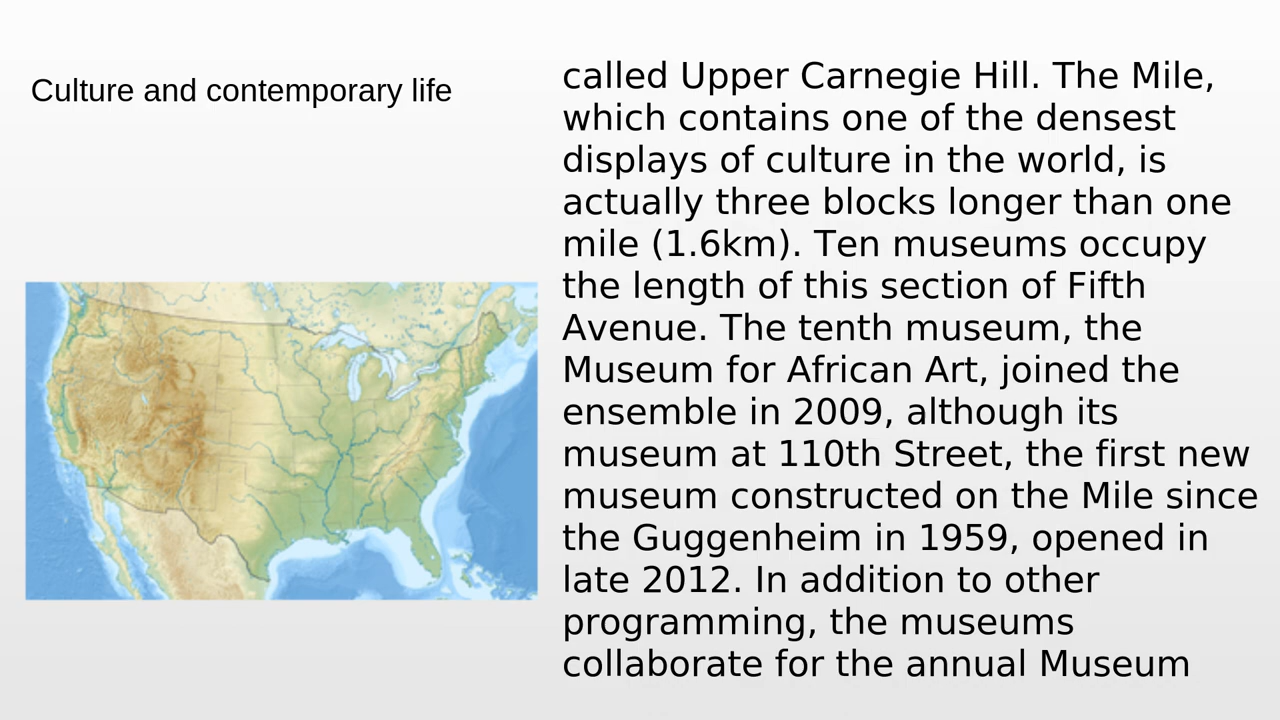 Culture and contemporary life
called Upper Carnegie Hill. The Mile,
which contains one of the densest
displays of culture in the world, is
actually three blocks longer than one
mile (1.6km). Ten museums occupy
the length of this section of Fifth
Avenue. The tenth museum, the
Museum for African Art, joined the
ensemble in 2009, although its
museum at 110th Street, the first new
museum constructed on the Mile since
the Guggenheim in 1959, opened in
late 2012. In addition to other
programming, the museums
collaborate for the annual Museum